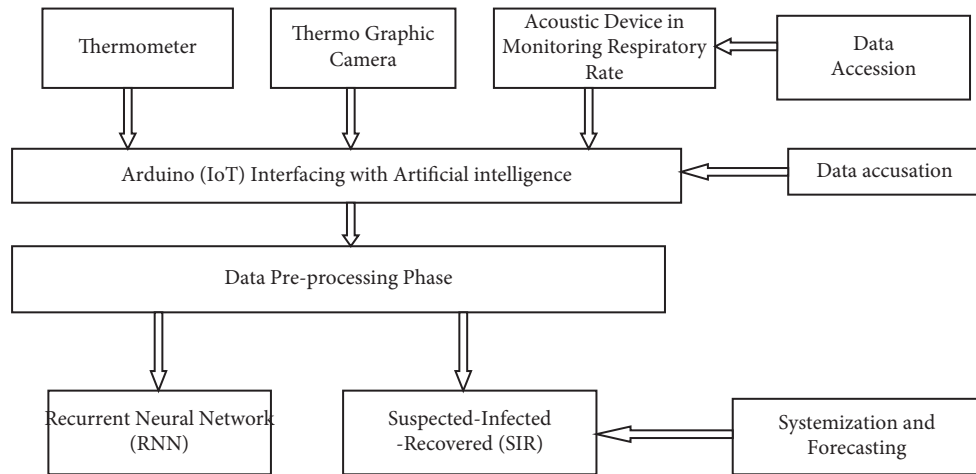 Thermometer
Thermo Graphic
Camera
Acoustic Device in
Monitoring Respiratory
Rate
Data
Accession
Arduino (IoT) Interfacing with Artificial intelligence
Data accusation
Data Pre-processing Phase
Recurrent Neural Network
(RNN)
Suspected-Infected
-Recovered (SIR)
Systemization and
Forecasting